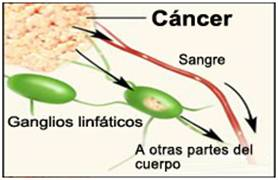 Cáncer
Sangre
Ganglios linfáticos
A otras partes del
cuerpo